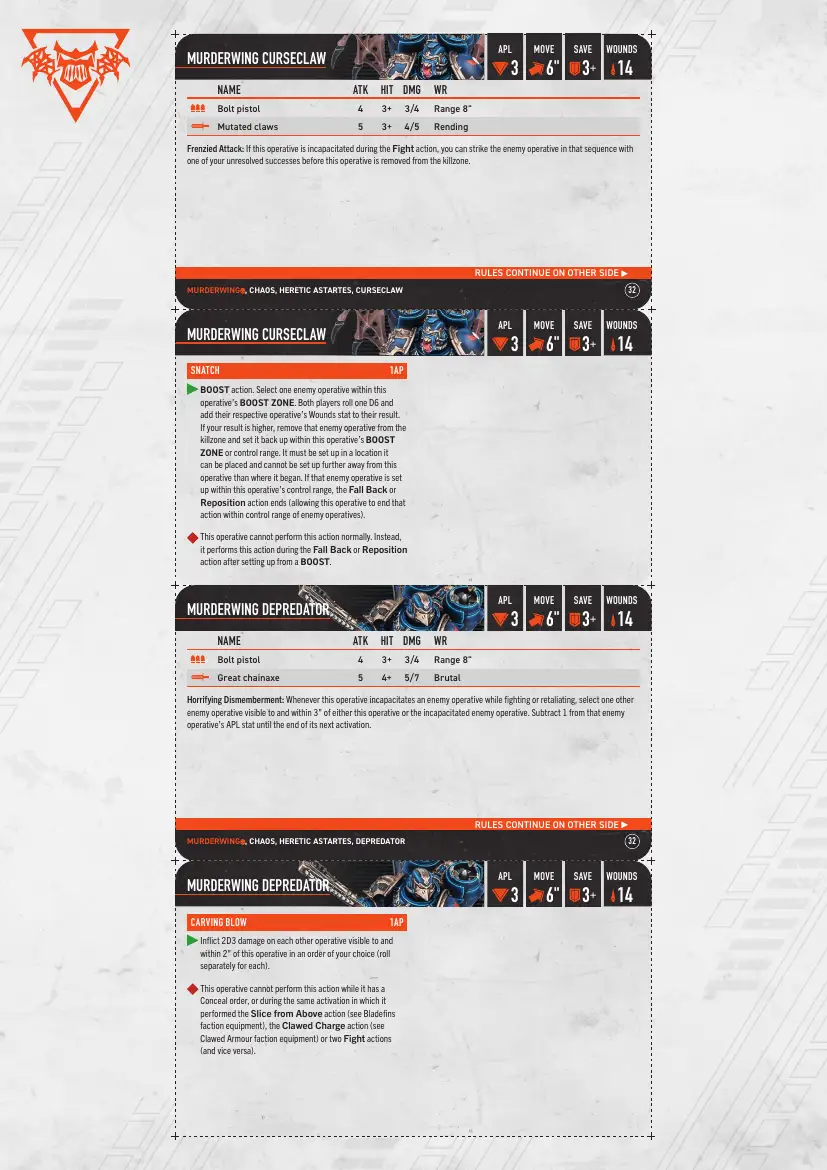 MURDERWING CURSECLAW
APL MOVE SAVE WOUNDS
3 6" 3+ 14
NAME ATK HIT DMG WR
Bolt pistol 4 3+ 3/4 Range 8"
Mutated claws 5 3+ 4/5 Rending
Frenzied Attack: If this operative is incapacitated during the Fight action, you can strike the enemy operative in that sequence with
one of your unresolved successes before this operative is removed from the killzone.
RULES CONTINUE ON OTHER SIDE
MURDERWING, CHAOS, HERETIC ASTARTES, CURSECLAW
32
MURDERWING CURSECLAW
APL MOVE SAVE WOUNDS
3 6" 3+ 14
SNATCH 1AP
BOOST action. Select one enemy operative within this
operative's BOOST ZONE. Both players roll one D6 and
add their respective operative's Wounds stat to their result.
If your result is higher, remove that enemy operative from the
killzone and set it back up within this operative's BOOST
ZONE or control range. It must be set up in a location it
can be placed and cannot be set up further away from this
operative than where it began. If that enemy operative is set
up within this operative's control range, the Fall Back or
Reposition action ends (allowing this operative to end that
action within control range of enemy operatives).
This operative cannot perform this action normally. Instead,
it performs this action during the Fall Back or Reposition
action after setting up from a BOOST.
MURDERWING DEPREDATOR
APL MOVE SAVE WOUNDS
3 6" 3+ 14
NAME ATK HIT DMG WR
Bolt pistol 4 3+ 3/4 Range 8"
Great chainaxe 5 4+ 5/7 Brutal
Horrifying Dismemberment: Whenever this operative incapacitates an enemy operative while fighting or retaliating, select one other
enemy operative visible to and within 3" of either this operative or the incapacitated enemy operative. Subtract 1 from that enemy
operative's APL stat until the end of its next activation.
RULES CONTINUE ON OTHER SIDE
MURDERWING, CHAOS, HERETIC ASTARTES, DEPREDATOR
32
MURDERWING DEPREDATOR
APL MOVE SAVE WOUNDS
3 6" 3+ 14
CARVING BLOW 1AP
Inflict 2D3 damage on each other operative visible to and
within 2" of this operative in an order of your choice (roll
separately for each).
This operative cannot perform this action while it has a
Conceal order, or during the same activation in which it
performed the Slice from Above action (see Bladefins
faction equipment), the Clawed Charge action (see
Clawed Armour faction equipment) or two Fight actions
(and vice versa).